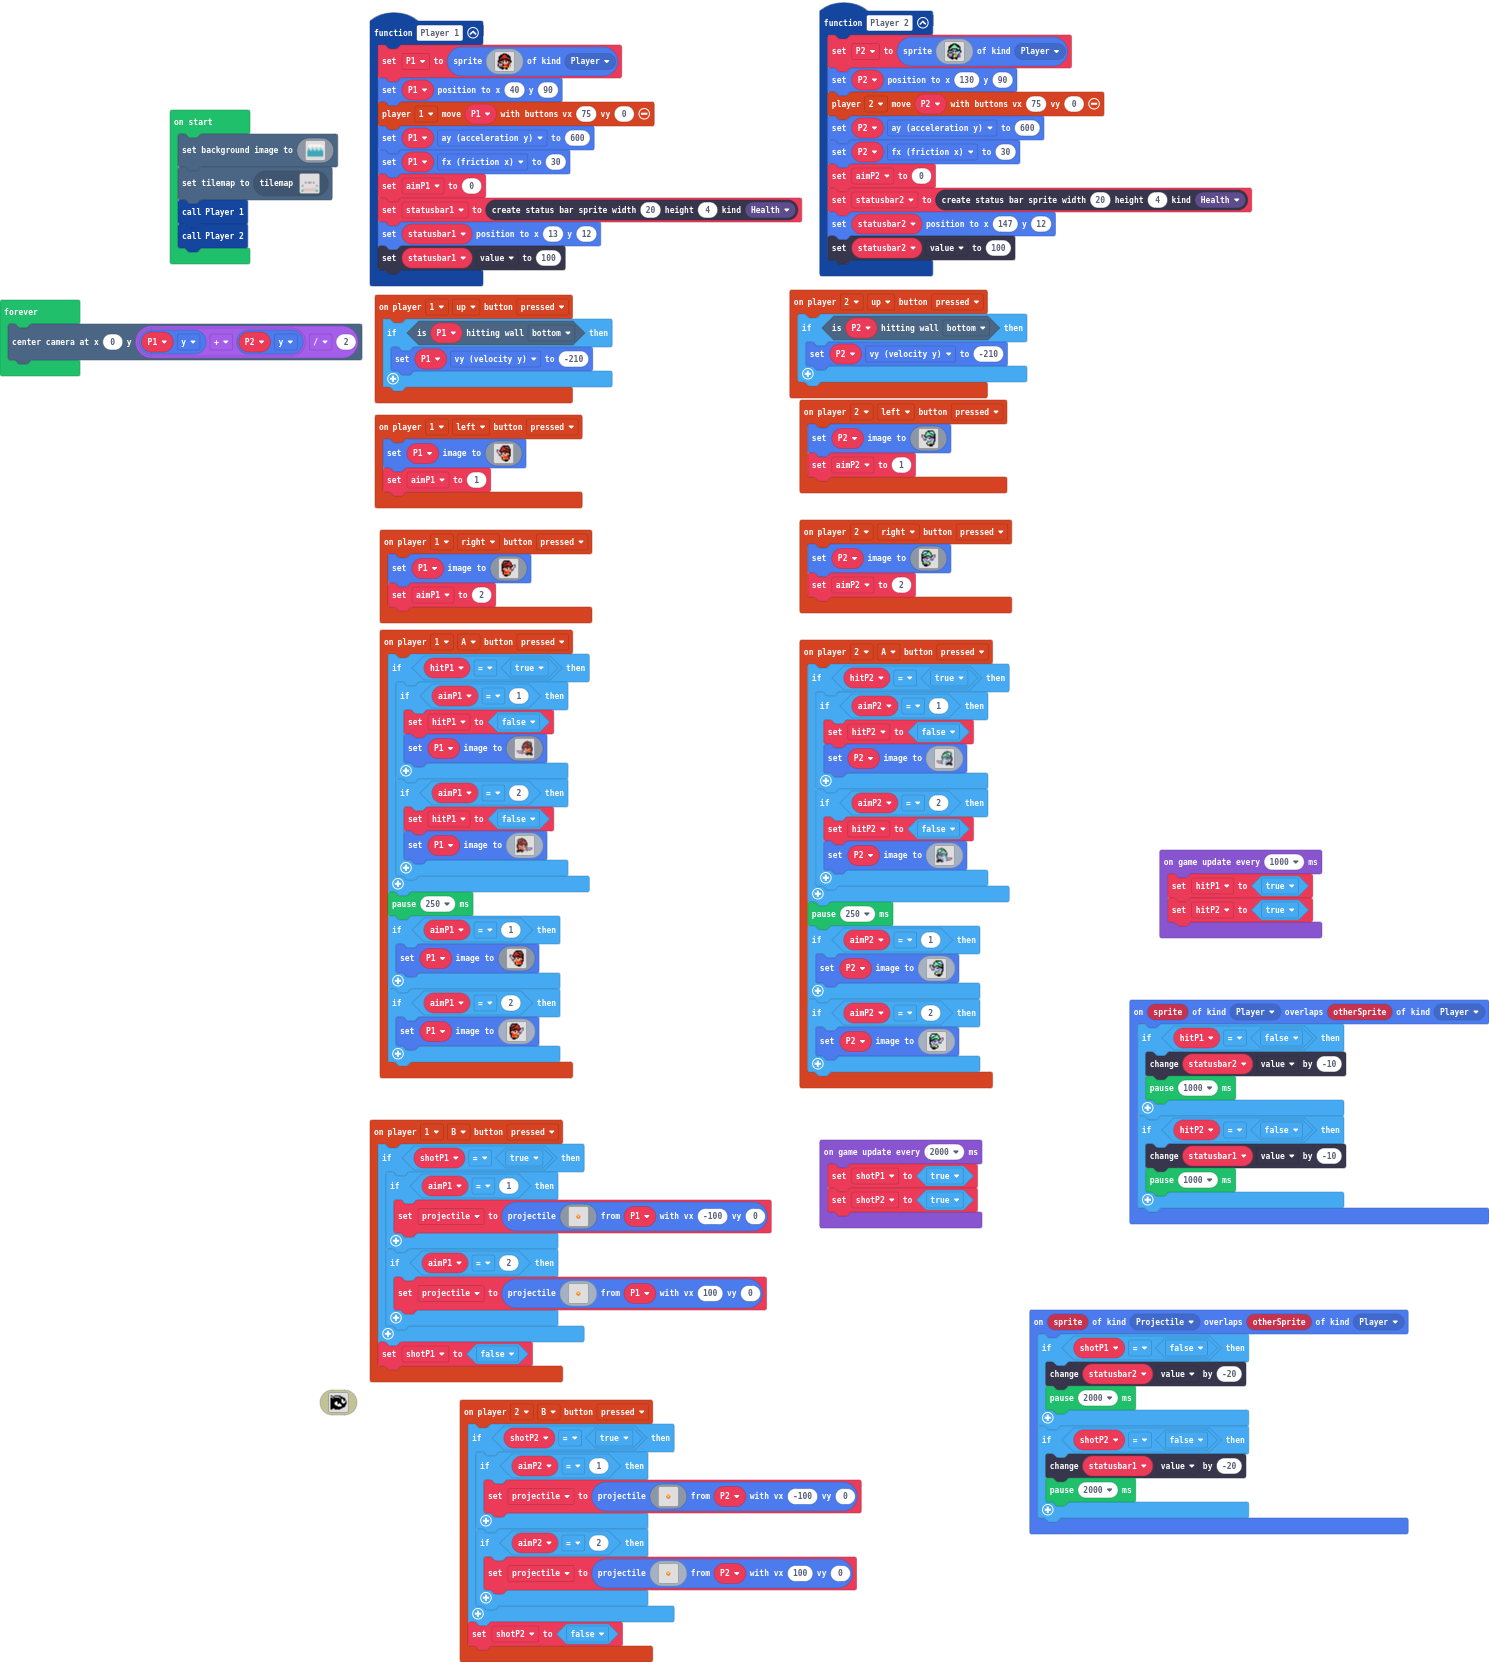 on start
set background image to
set tilemap to tilemap
call Player 1
call Player 2
forever
center camera at x 0 y P1 y + P2 y / 2
function Player 1
set P1 to sprite of kind Player
set P1 position to x 40 y 90
player 1 move P1 with buttons vx 75 vy 0
set P1 ay (acceleration y) to 600
set P1 fx (friction x) to 30
set aimP1 to 0
set statusbar1 to create status bar sprite width 20 height 4 kind Health
set statusbar1 position to x 13 y 12
set statusbar1 value to 100
on player 1 up button pressed
if is P1 hitting wall bottom then
set P1 vy (velocity y) to -210
on player 1 left button pressed
set P1 image to
set aimP1 to 1
on player 1 right button pressed
set P1 image to
set aimP1 to 2
on player 1 A button pressed
if hitP1 = true then
if aimP1 = 1 then
set hitP1 to false
set P1 image to
if aimP1 = 2 then
set hitP1 to false
set P1 image to
pause 250 ms
if aimP1 = 1 then
set P1 image to
if aimP1 = 2 then
set P1 image to
on player 1 B button pressed
if shotP1 = true then
if aimP1 = 1 then
set projectile to projectile from P1 with vx -100 vy 0
if aimP1 = 2 then
set projectile to projectile from P1 with vx 100 vy 0
set shotP1 to false
on player 2 B button pressed
if shotP2 = true then
if aimP2 = 1 then
set projectile to projectile from P2 with vx -100 vy 0
if aimP2 = 2 then
set projectile to projectile from P2 with vx 100 vy 0
set shotP2 to false
function Player 2
set P2 to sprite of kind Player
set P2 position to x 130 y 90
player 2 move P2 with buttons vx 75 vy 0
set P2 ay (acceleration y) to 600
set P2 fx (friction x) to 30
set aimP2 to 0
set statusbar2 to create status bar sprite width 20 height 4 kind Health
set statusbar2 position to x 147 y 12
set statusbar2 value to 100
on player 2 up button pressed
if is P2 hitting wall bottom then
set P2 vy (velocity y) to -210
on player 2 left button pressed
set P2 image to
set aimP2 to 1
on player 2 right button pressed
set P2 image to
set aimP2 to 2
on player 2 A button pressed
if hitP2 = true then
if aimP2 = 1 then
set hitP2 to false
set P2 image to
if aimP2 = 2 then
set hitP2 to false
set P2 image to
pause 250 ms
if aimP2 = 1 then
set P2 image to
if aimP2 = 2 then
set P2 image to
on game update every 2000 ms
set shotP1 to true
set shotP2 to true
on game update every 1000 ms
set hitP1 to true
set hitP2 to true
on sprite of kind Player overlaps otherSprite of kind Player
if hitP1 = false then
change statusbar2 value by -10
pause 1000 ms
if hitP2 = false then
change statusbar1 value by -10
pause 1000 ms
on sprite of kind Projectile overlaps otherSprite of kind Player
if shotP1 = false then
change statusbar2 value by -20
pause 2000 ms
if shotP2 = false then
change statusbar1 value by -20
pause 2000 ms